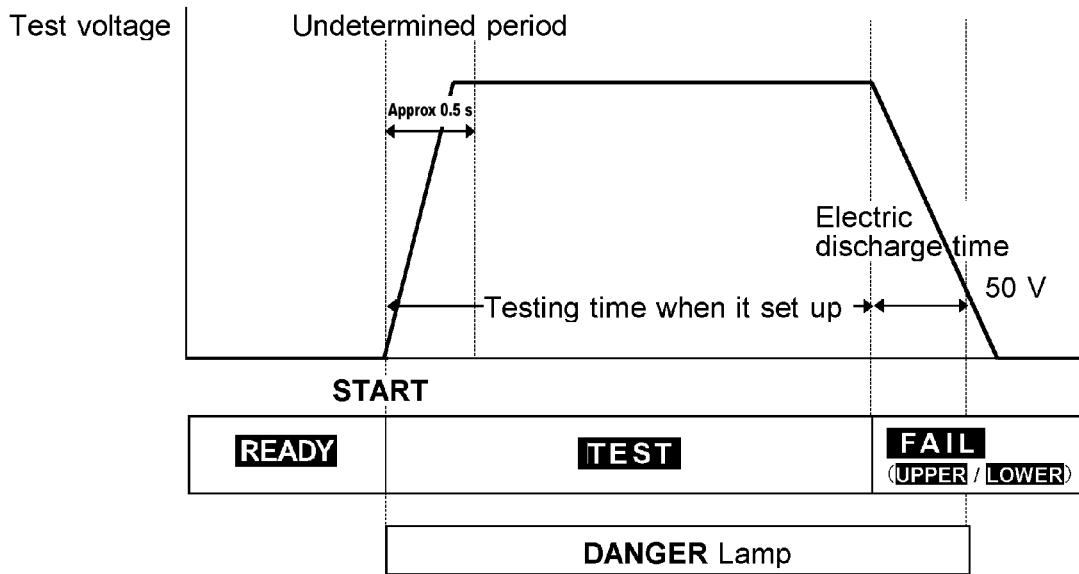 Test voltage
Undetermined period
Approx 0.5 s
Electric
discharge time
50 V
Testing time when it set up
START
READY
TEST
FAIL
(UPPER / LOWER)
DANGER Lamp